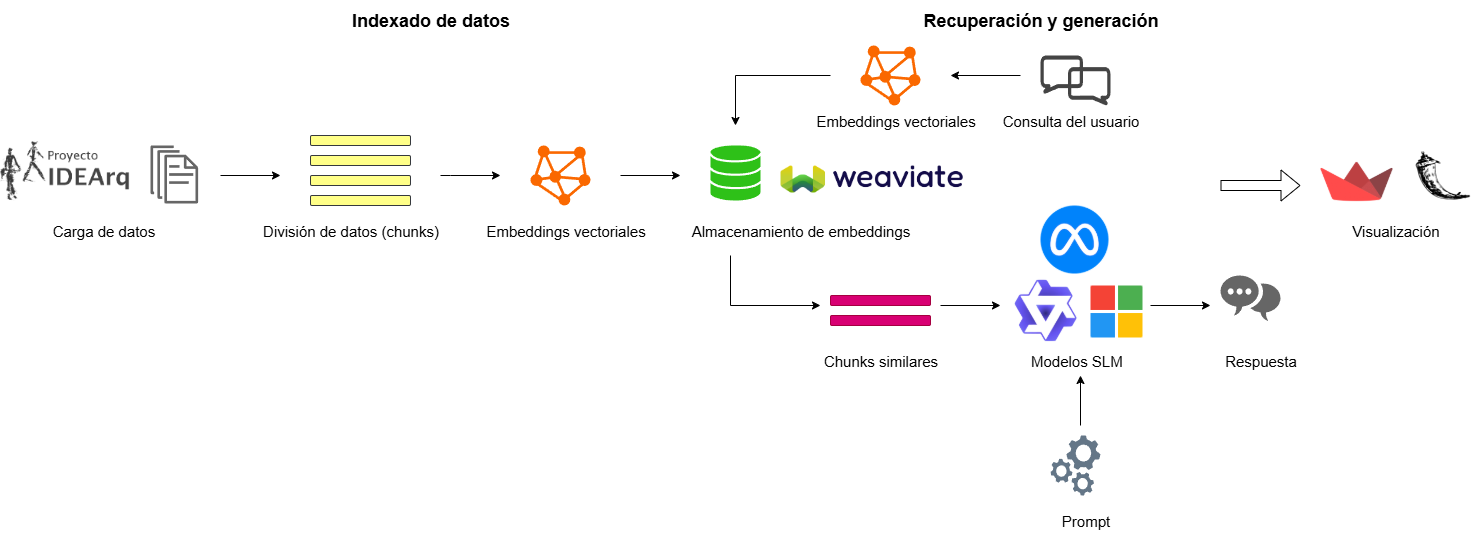 Indexado de datos
Recuperación y generación
Embeddings vectoriales
Consulta del usuario
Proyecto
IDEArq
weaviate
Carga de datos
División de datos (chunks)
Embeddings vectoriales
Almacenamiento de embeddings
Visualización
Chunks similares
Modelos SLM
Respuesta
Prompt